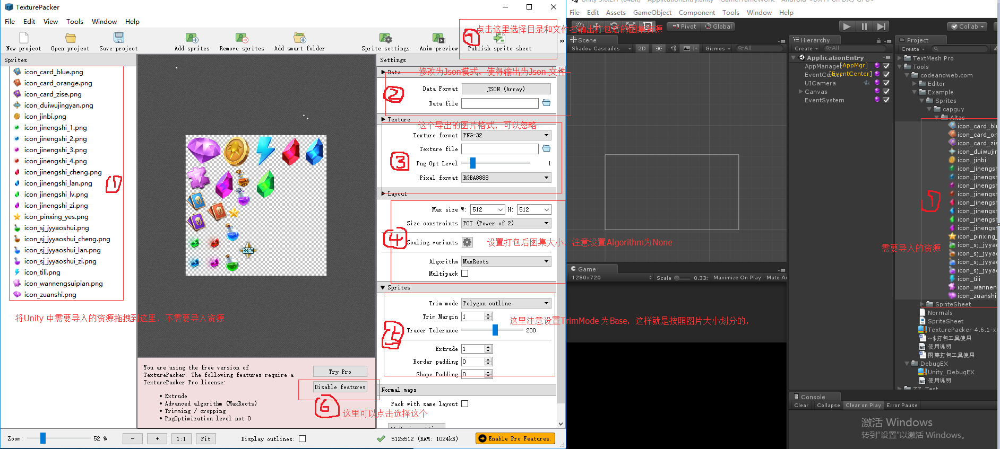 TexturePacker
File Edit View Tools Window Help
New project
Open project
Save project
Add sprites
Remove sprites
Add smart folder
Sprite settings
Anim preview
Publish sprite sheet
»
7
点击这里选择目录和文件名输出打包后的图集资源
Sprites
icon_card_blue.png
icon_card_orange.png
icon_card_zise.png
icon_duiwujingyan.png
icon_jinbi.png
icon_jinengshi_1.png
icon_jinengshi_2.png
icon_jinengshi_3.png
icon_jinengshi_4.png
icon_jinengshi_cheng.png
icon_jinengshi_lan.png
icon_jinengshi_lv.png
icon_jinengshi_zi.png
icon_pinxing_yes.png
icon_sj_jyyaoshui.png
icon_sj_jyyaoshui_cheng.png
icon_sj_jyyaoshui_lan.png
icon_sj_jyyaoshui_zi.png
icon_tili.png
icon_wannengsuipian.png
icon_zuanshi.png
1
将Unity 中需要导入的资源拖拽到这里，不需要导入资源
经验
You are using the free version of
TexturePacker. The following features require a
TexturePacker Pro license:
• Extrude
• Advanced algorithm (MaxRects)
• Trimming / cropping
• PngOptimization level not 0
Try Pro
Disable features
6
这里可以点击选择这个
Settings
Data
修改为Json模式，使得输出为Json 文件
2
Data Format JSON (Array)
Data file
Texture
这个导出的图片格式，可以忽略
3
Texture format PNG-32
Texture file
Png Opt Level 1
Pixel format RGBA8888
Layout
4
Max size W: 512 H: 512
Size constraints POT (Power of 2)
Scaling variants
设置打包后图集大小，注意设置Algorithm为None
Algorithm MaxRects
Multipack
Sprites
Trim mode Polygon outline
Trim Margin 1
这里注意设置TrimMode 为Base，这样就是按照图片大小划分的，
Tracer Tolerance 200
Extrude 1
Border padding 0
Shape Padding 0
Normal maps
Pack with same layout
Zoom: 52 %
- + 1:1 Fit
Display outlines:
512x512 (RAM: 1024kB)
Enable Pro Features.
File Edit Assets GameObject Component Tools Window Help
Pivot Global
Collab
Scene
Shadow Cascades 2D Gizmos All
Game
1280x720 Scale 0.33: Maximize On Play
Hierarchy
Create All
ApplicationEntry
AppManager [AppMgr]
EventCenter [EventCenter]
UICamera
Canvas
EventSystem
Project
Create
TextMesh Pro
Tools
codeandweb.com
Editor
Example
Sprites
capguy
Altas
icon_card_blu
icon_card_or
icon_card_zis
icon_duiwujin
icon_jinbi
icon_jinengsh
icon_jinengsh
icon_jinengsh
icon_jinengsh
icon_jinengsh
icon_jinengsh
icon_jinengsh
icon_jinengsh
icon_pinxing_
icon_sj_jyyao
icon_sj_jyyao
icon_sj_jyyao
icon_sj_jyyao
icon_tili
icon_wannen
icon_zuanshi
1
需要导入的资源
SpriteSheet
Normals
SpriteSheet
TexturePacker-4.6.1-x
~$打包工具使用
使用说明
图集打包工具使用
DebugEX
Unity_DebugEX
使用说明
Console
Clear Collapse Clear on Play Error Pause
激活 Windows
转到“设置”以激活 Windows。